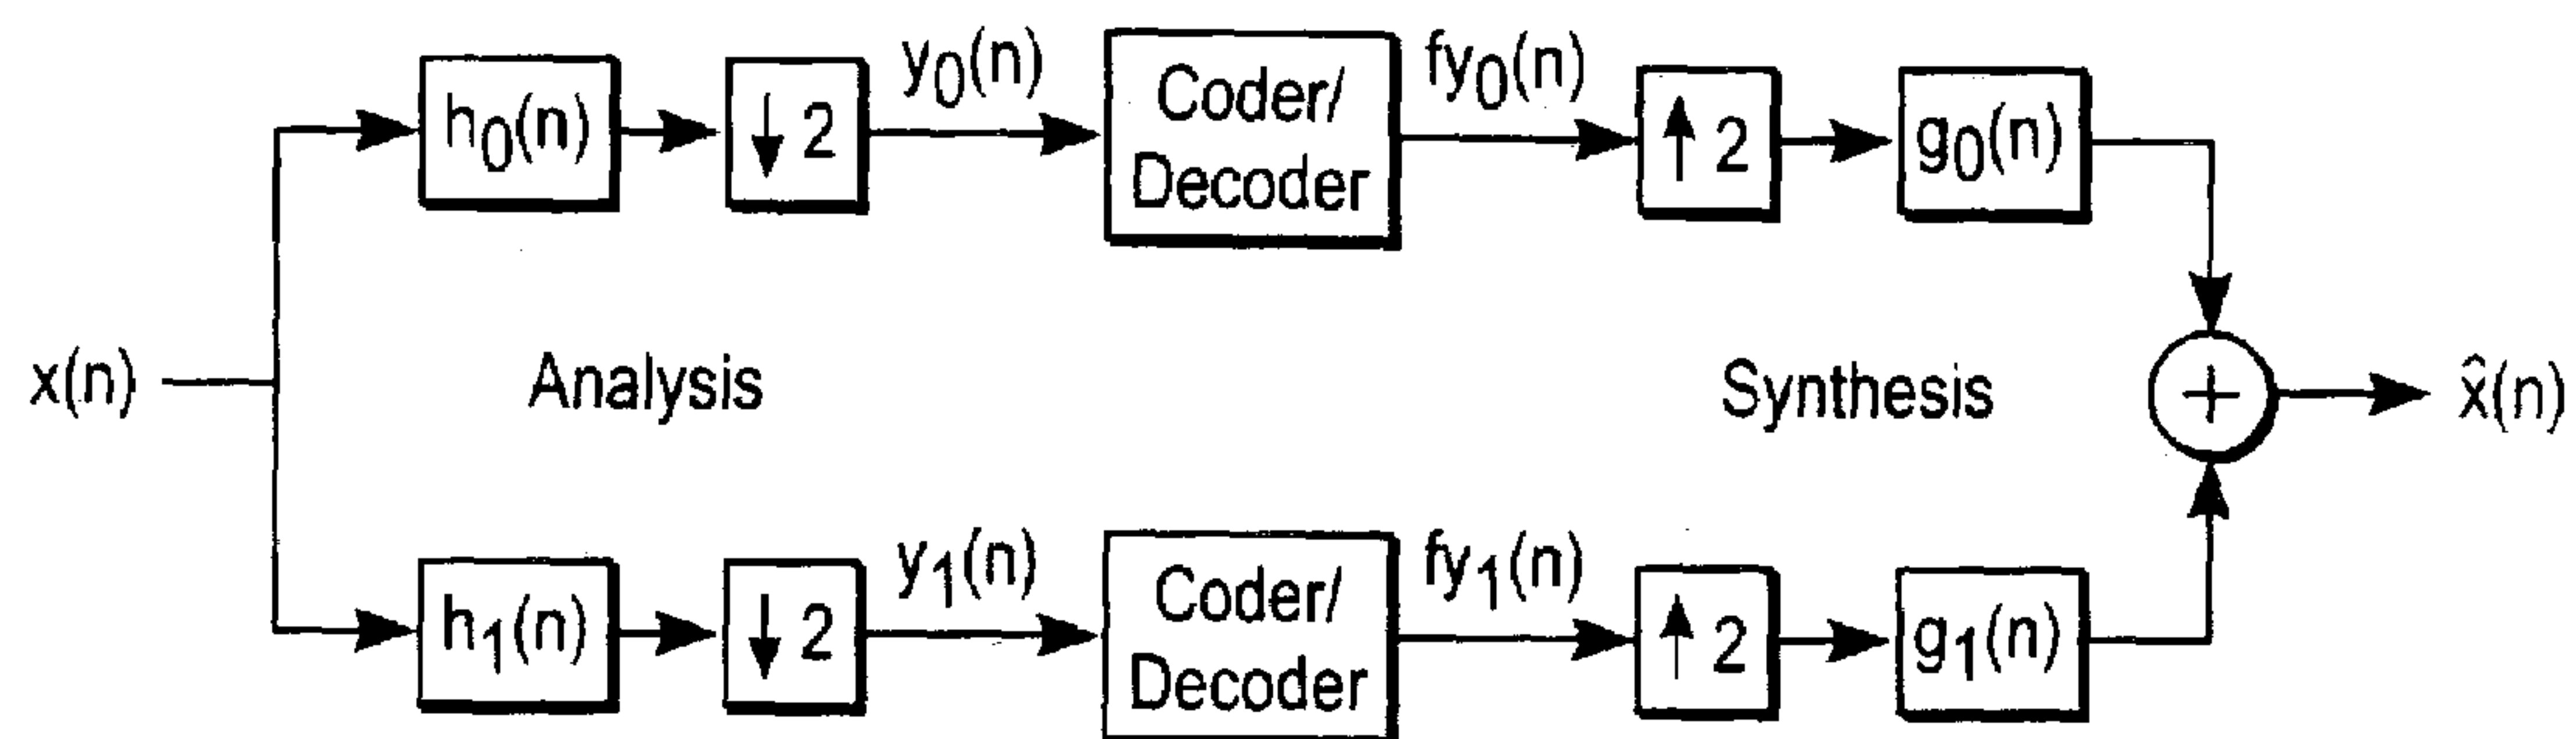 h₀(n)
↓ 2
y₀(n)
Coder/
Decoder
fy₀(n)
↑ 2
g₀(n)
x(n)
Analysis
Synthesis
+
x̂(n)
h₁(n)
↓ 2
y₁(n)
Coder/
Decoder
fy₁(n)
↑ 2
g₁(n)